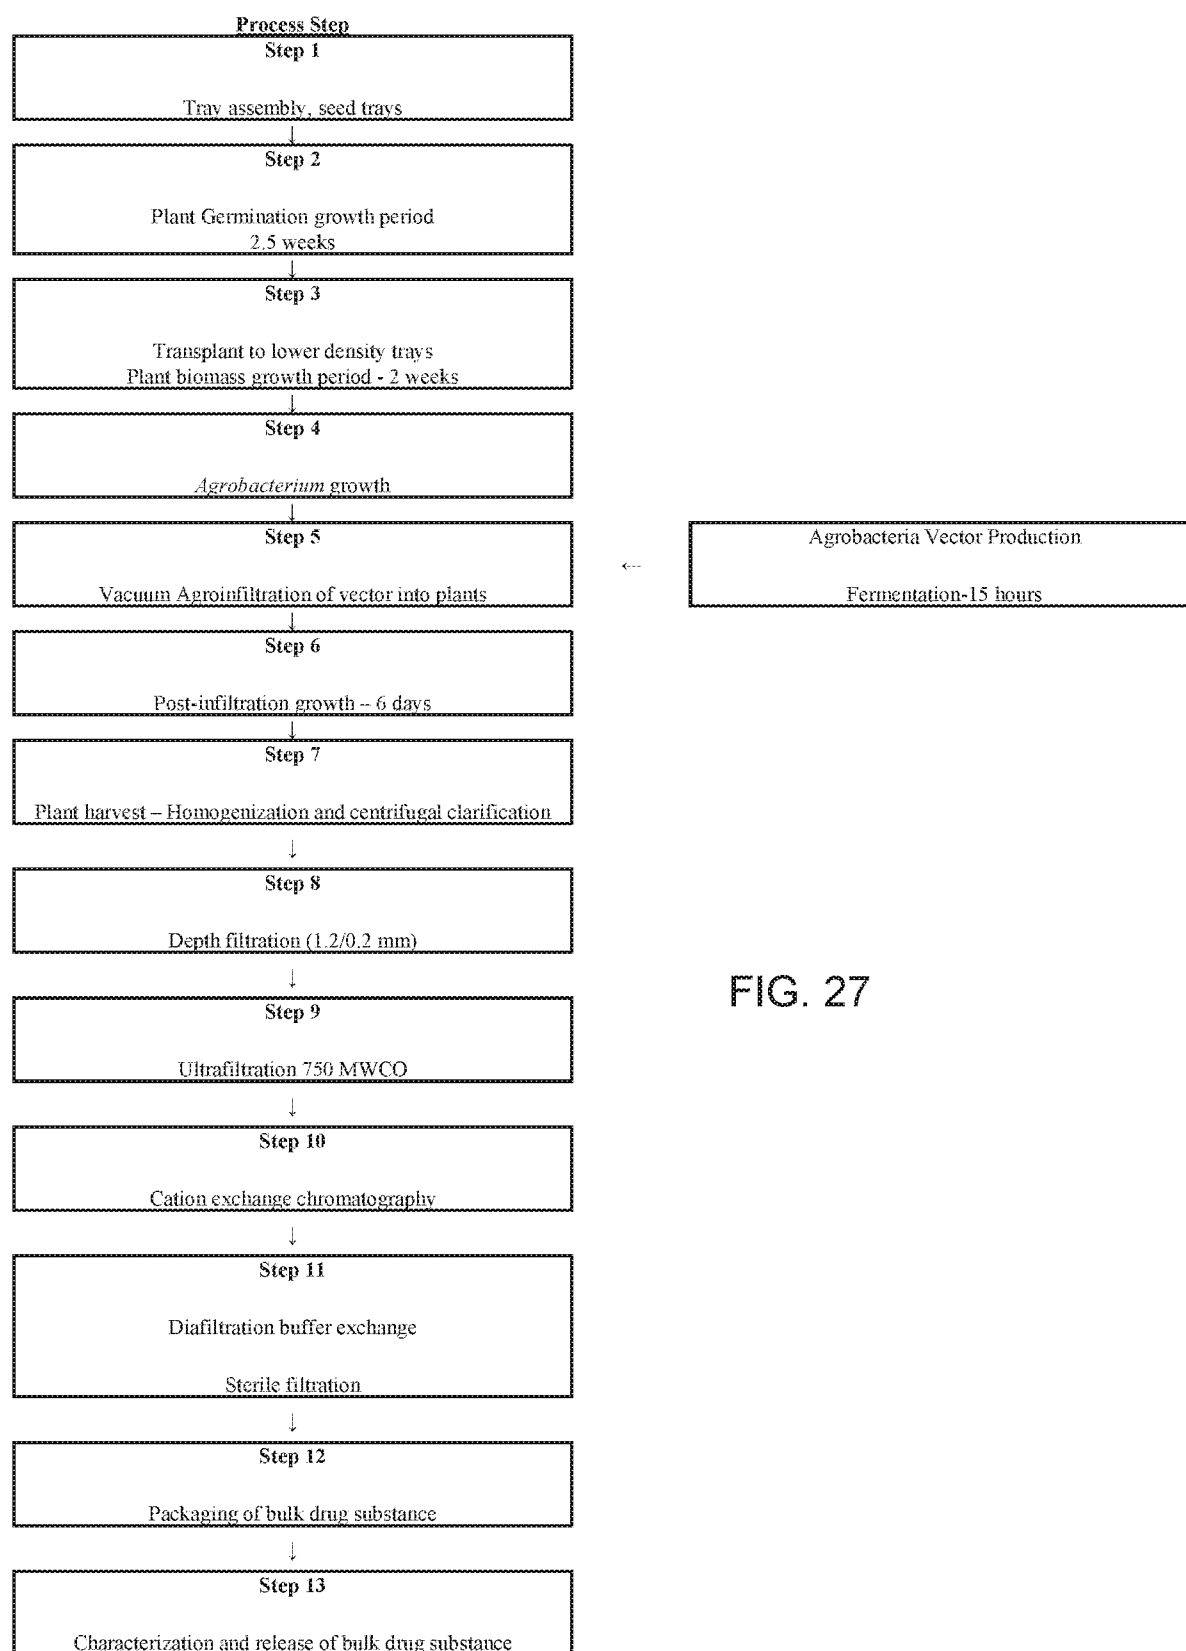 Process Step
Step 1
Tray assembly, seed trays
↓
Step 2
Plant Germination growth period
2.5 weeks
↓
Step 3
Transplant to lower density trays
Plant biomass growth period - 2 weeks
↓
Step 4
Agrobacterium growth
↓
Step 5
Vacuum Agroinfiltration of vector into plants
←
Agrobacteria Vector Production
Fermentation-15 hours
↓
Step 6
Post-infiltration growth – 6 days
↓
Step 7
Plant harvest – Homogenization and centrifugal clarification
↓
Step 8
Depth filtration (1.2/0.2 mm)
↓
Step 9
Ultrafiltration 750 MWCO
↓
Step 10
Cation exchange chromatography
↓
Step 11
Diafiltration buffer exchange
Sterile filtration
↓
Step 12
Packaging of bulk drug substance
↓
Step 13
Characterization and release of bulk drug substance
FIG. 27